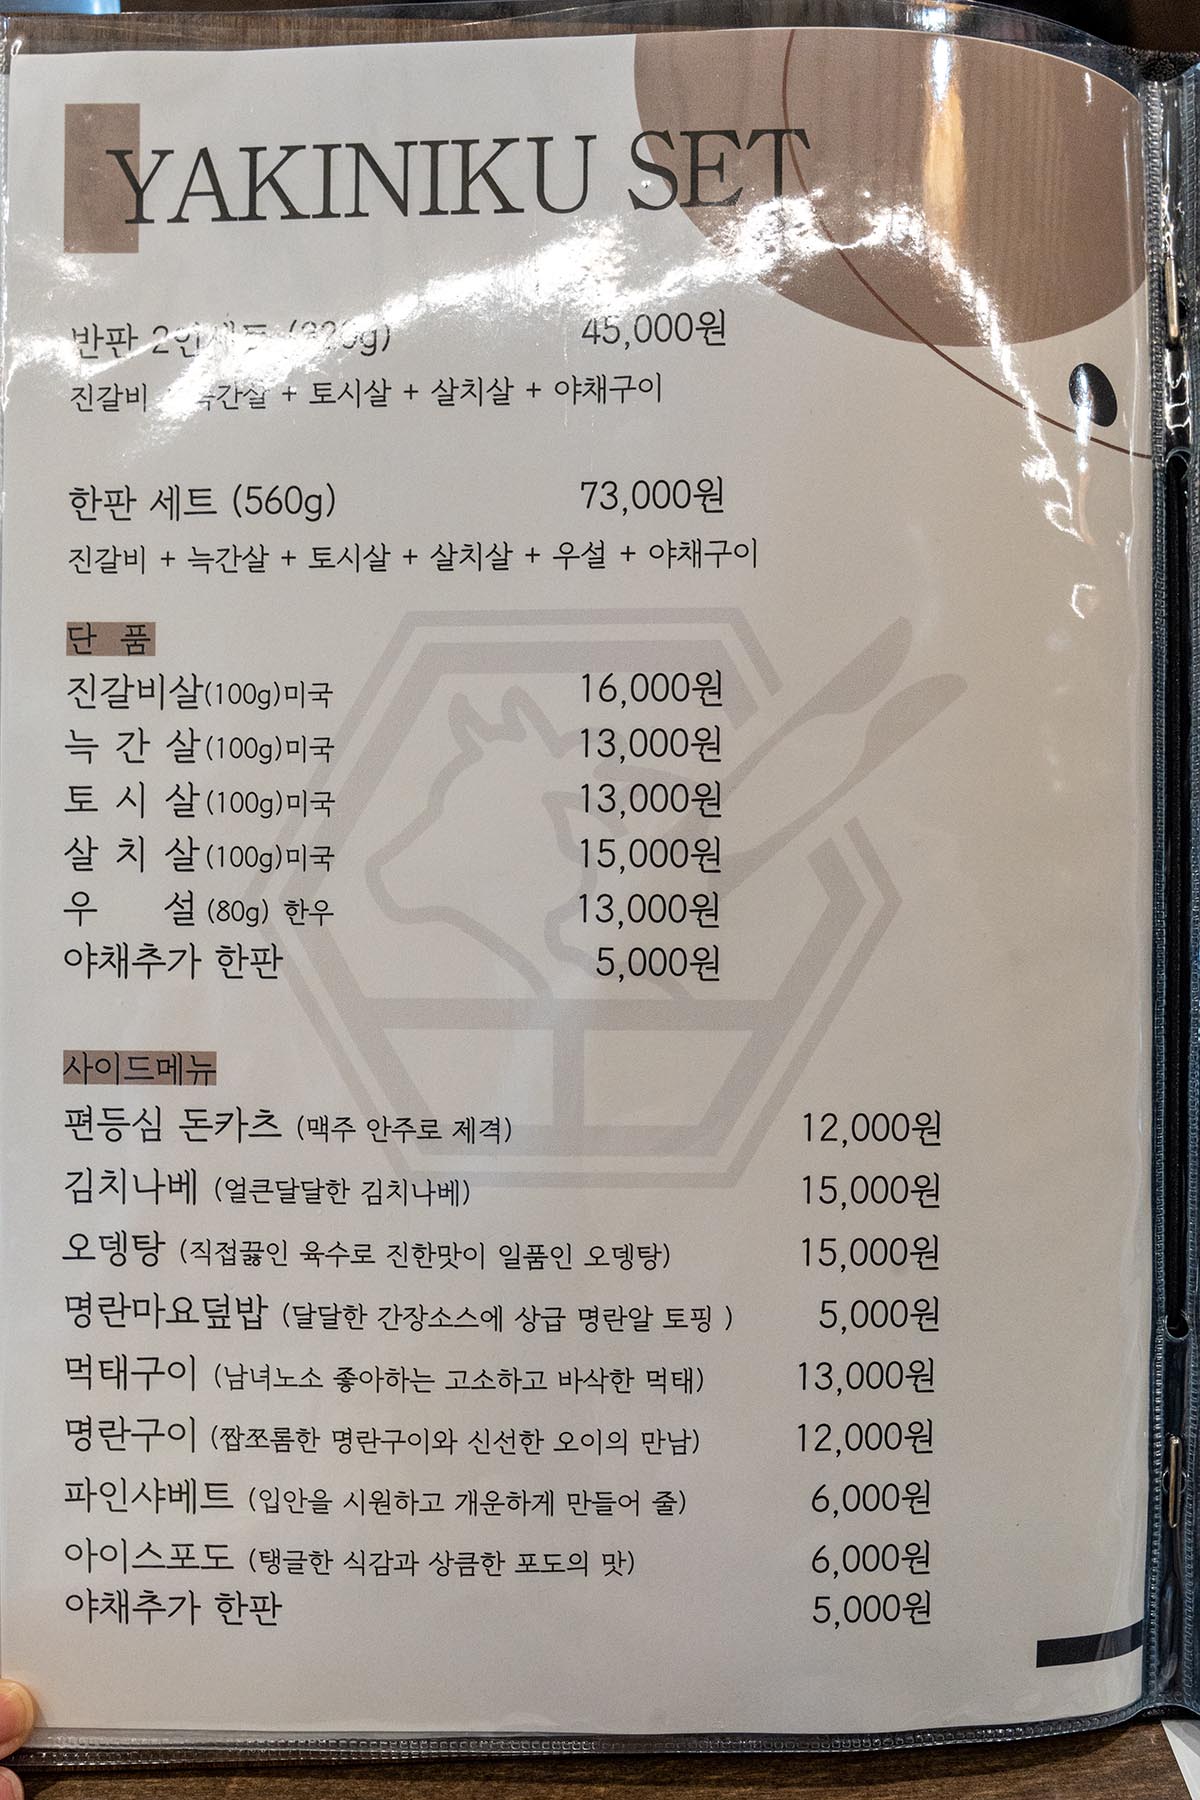 YAKINIKU SET
반판 2인세트 45,000원
진갈비 늑간살 + 토시살 + 살치살 + 야채구이
한판 세트 (560g) 73,000원
진갈비 + 늑간살 + 토시살 + 살치살 + 우설 + 야채구이
단 품
진갈비살(100g)미국 16,000원
늑 간 살(100g)미국 13,000원
토 시 살(100g)미국 13,000원
살 치 살(100g)미국 15,000원
우 설(80g) 한우 13,000원
야채추가 한판 5,000원
사이드메뉴
편등심 돈카츠 (맥주 안주로 제격) 12,000원
김치나베 (얼큰달달한 김치나베) 15,000원
오뎅탕 (직접끓인 육수로 진한맛이 일품인 오뎅탕) 15,000원
명란마요덮밥 (달달한 간장소스에 상급 명란알 토핑 ) 5,000원
먹태구이 (남녀노소 좋아하는 고소하고 바삭한 먹태) 13,000원
명란구이 (짭쪼롬한 명란구이와 신선한 오이의 만남) 12,000원
파인샤베트 (입안을 시원하고 개운하게 만들어 줄) 6,000원
아이스포도 (탱글한 식감과 상큼한 포도의 맛) 6,000원
야채추가 한판 5,000원